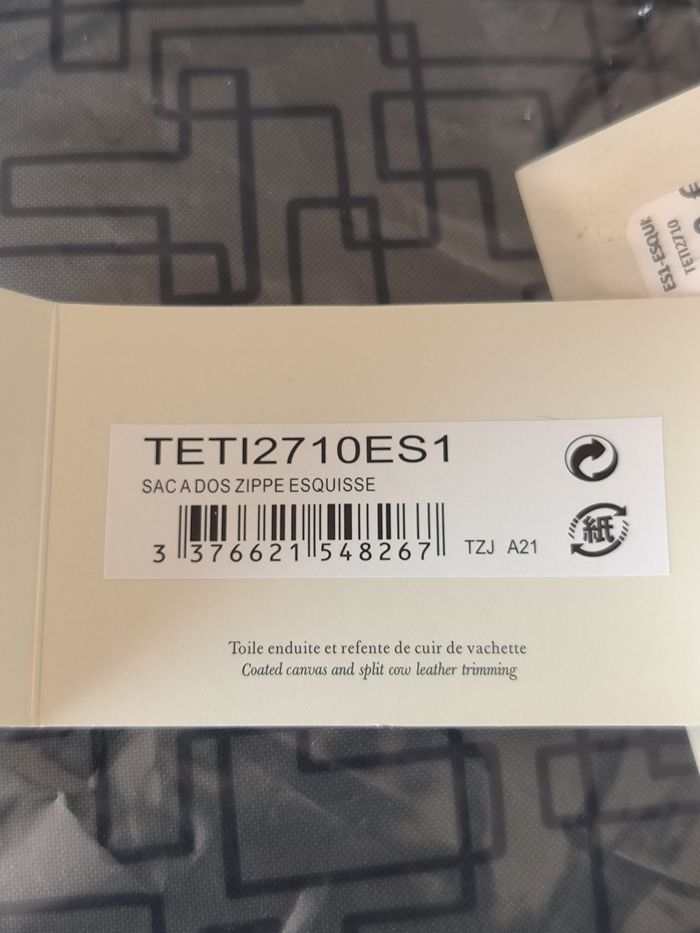 ES1-ESQUI
TETI2710
TETI2710ES1
SAC A DOS ZIPPE ESQUISSE
3 376621 548267
TZJ A21
紙
Toile enduite et refente de cuir de vachette
Coated canvas and split cow leather trimming